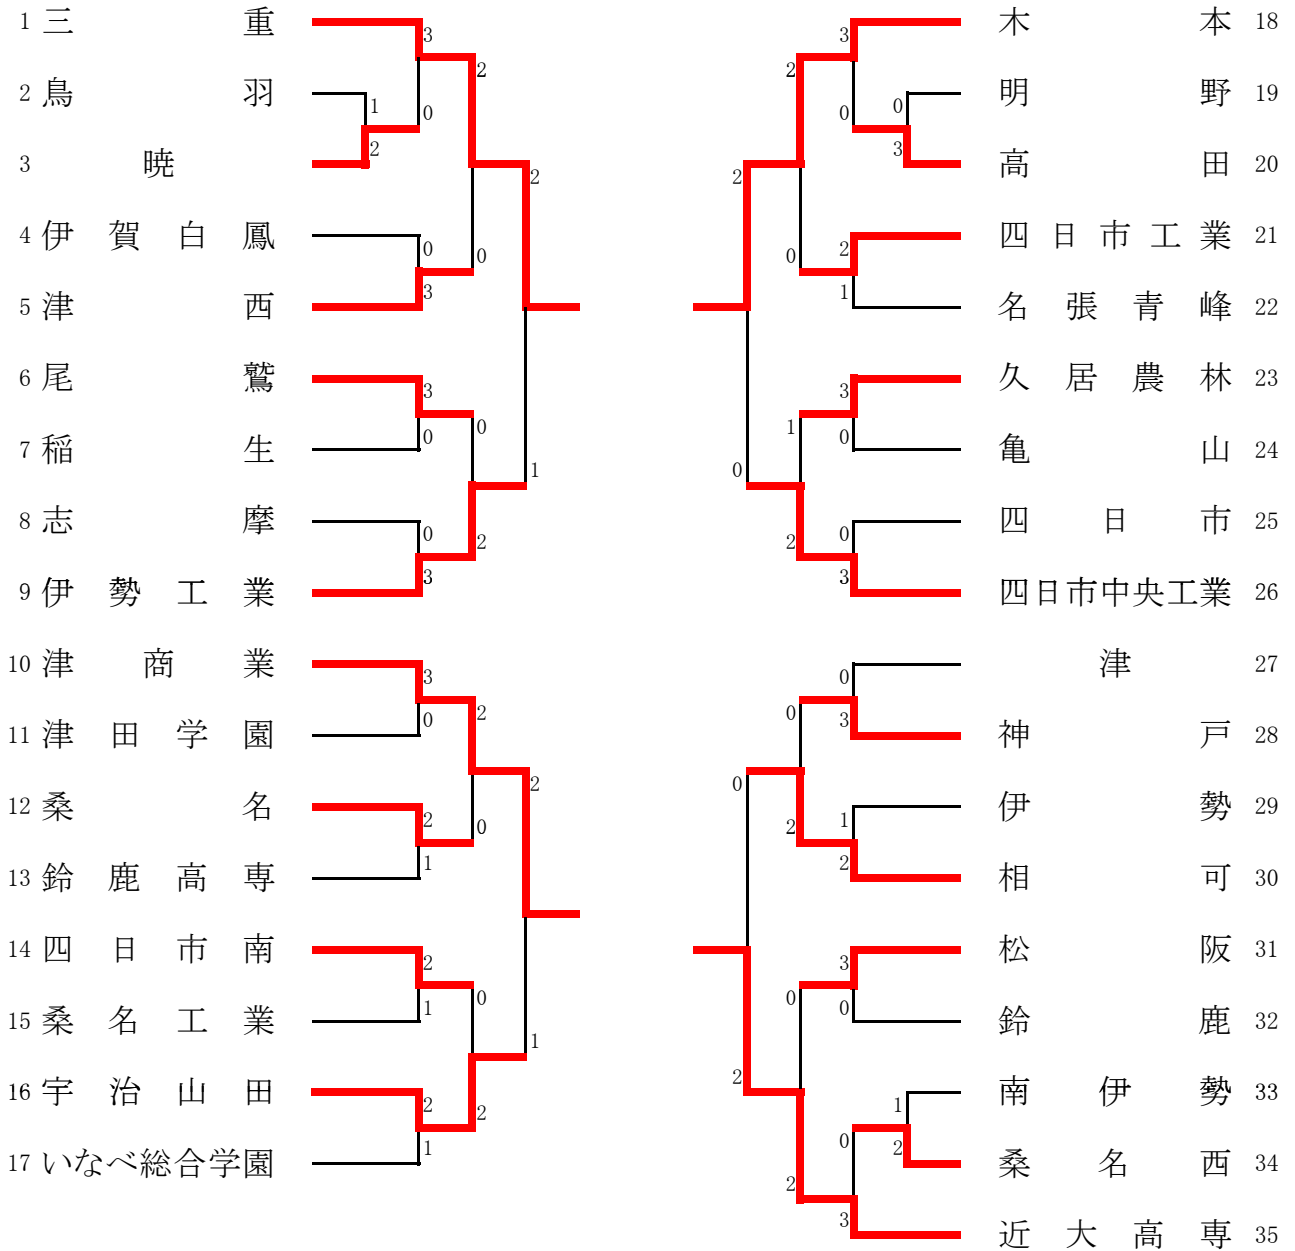 1 三重
2 鳥羽
3 暁
4 伊賀白鳳
5 津西
6 尾鷲
7 稲生
8 志摩
9 伊勢工業
10 津商業
11 津田学園
12 桑名
13 鈴鹿高専
14 四日市南
15 桑名工業
16 宇治山田
17 いなべ総合学園
3
0
1
2
2
0
3
0
2
3
0
0
0
3
2
1
3
0
2
2
1
0
2
2
1
0
2
1
2
1
木本 18
明野 19
高田 20
四日市工業 21
名張青峰 22
久居農林 23
亀山 24
四日市 25
四日市中央工業 26
津 27
神戸 28
伊勢 29
相可 30
松阪 31
鈴鹿 32
南伊勢 33
桑名西 34
近大高専 35
3
2
0
0
3
2
2
0
1
3
1
0
0
0
2
3
0
0
3
0
1
2
2
3
0
0
2
1
0
2
2
3